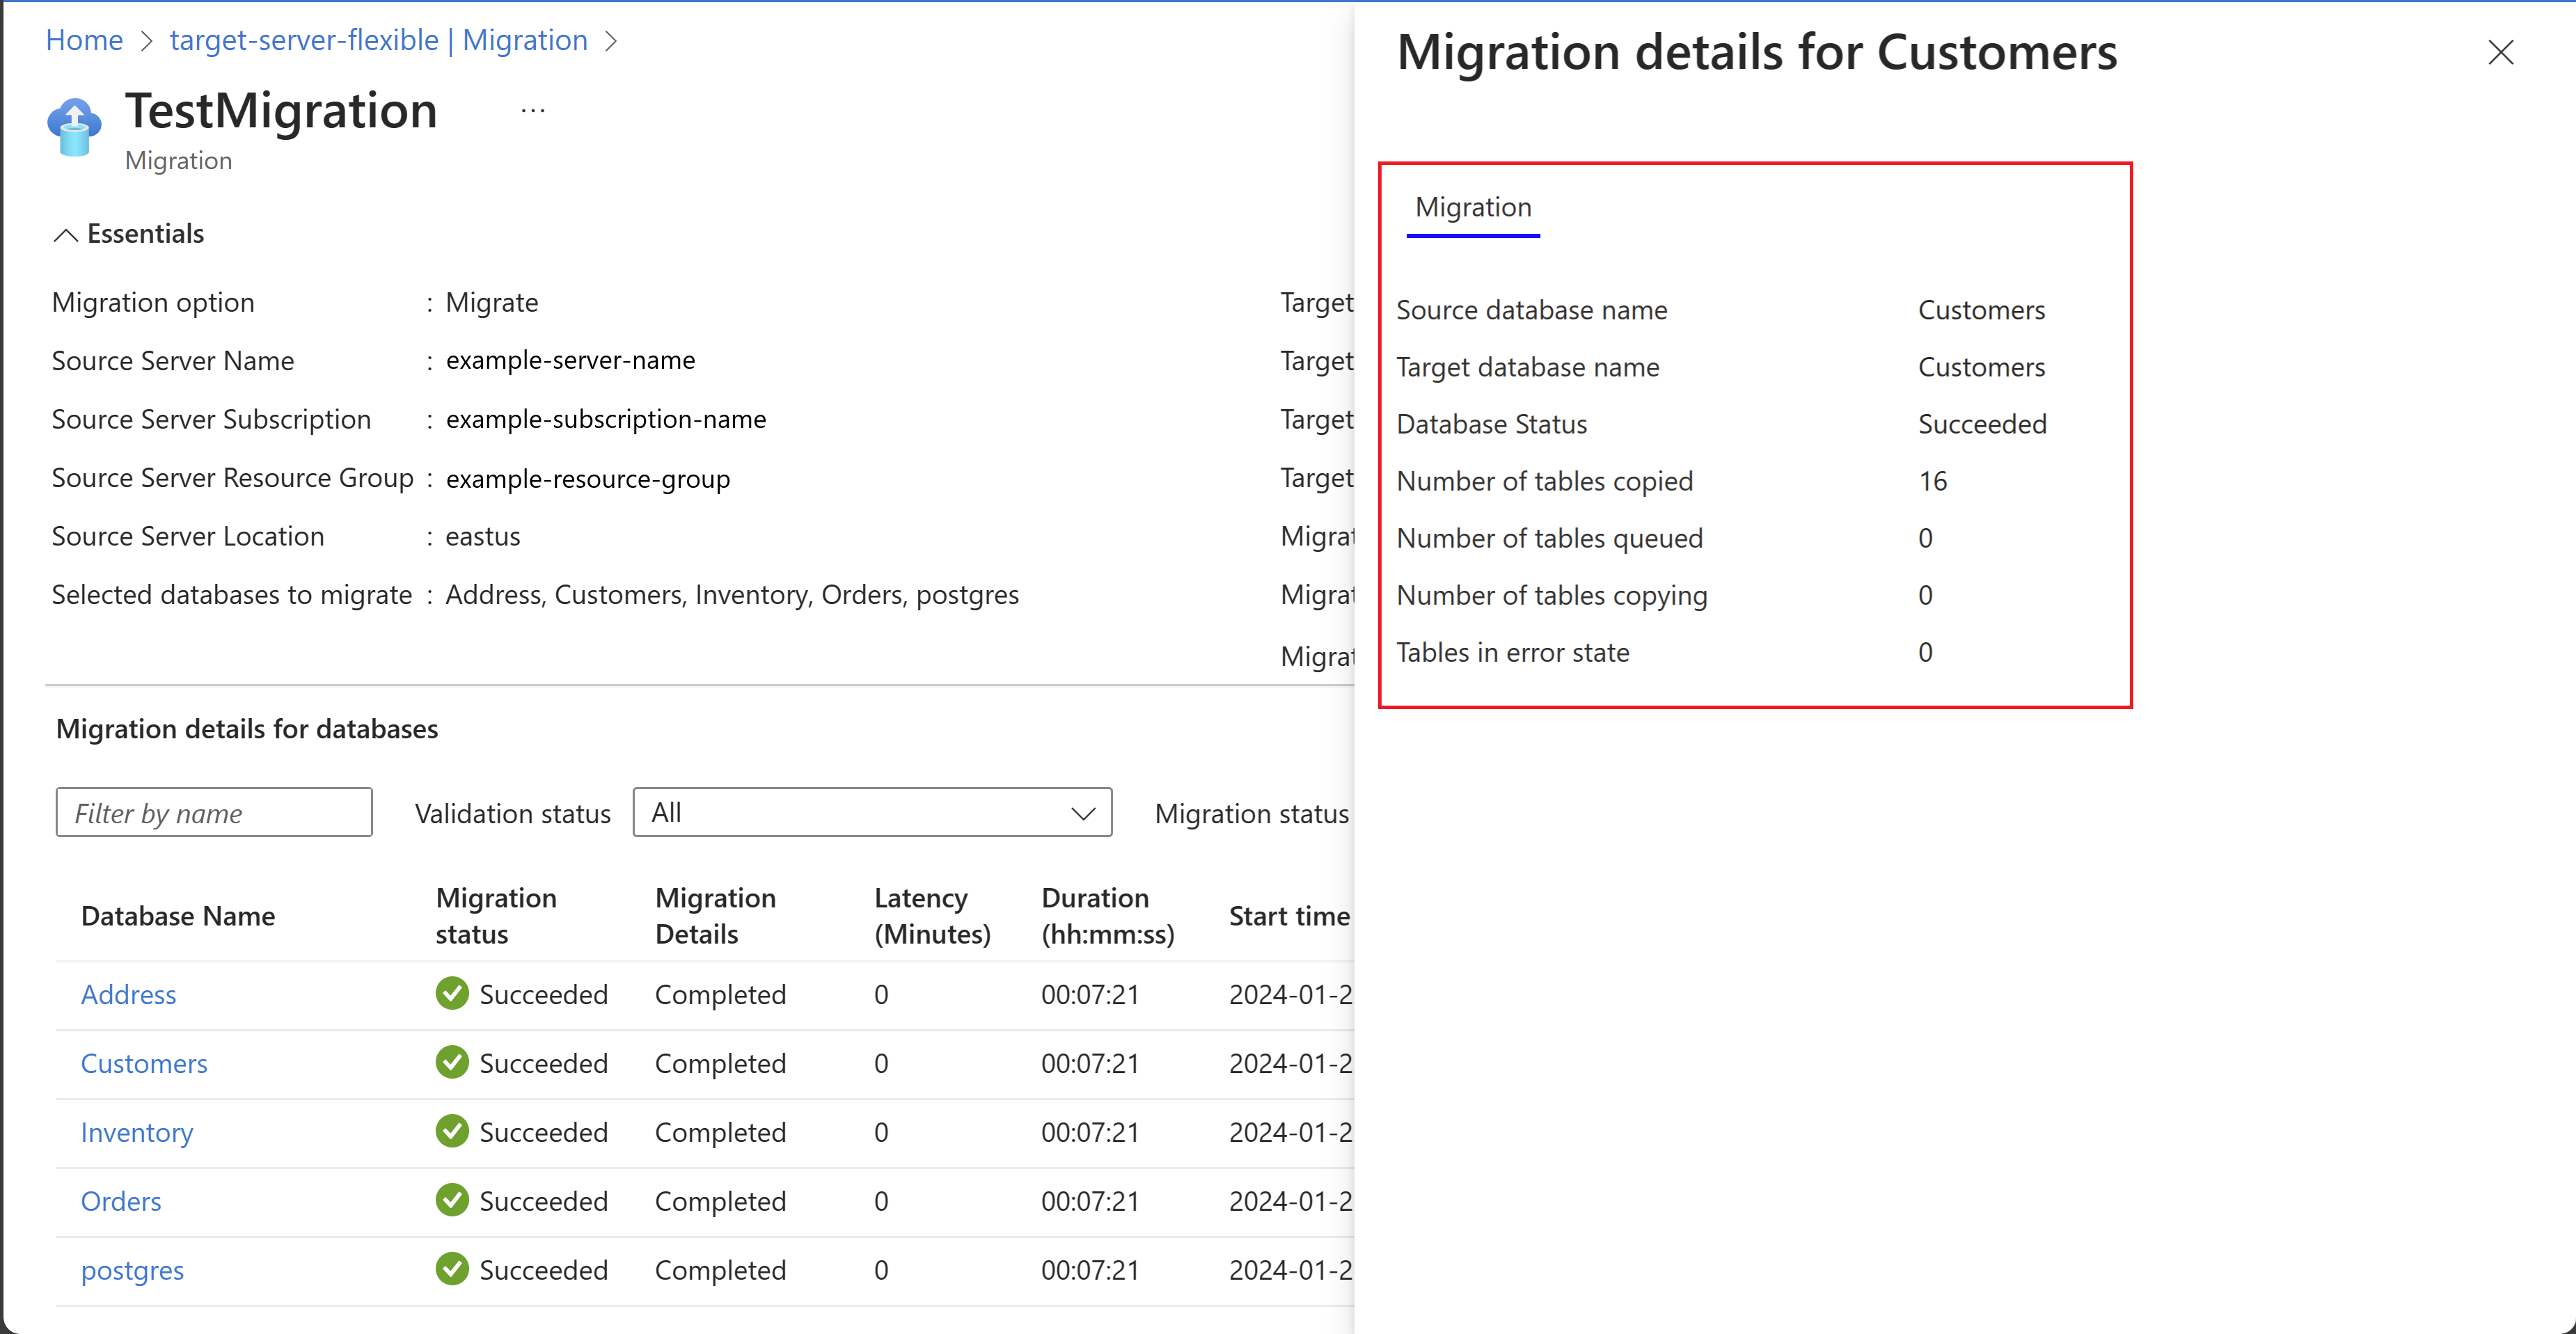 Home > target-server-flexible | Migration >
TestMigration ...
Migration
Essentials
Migration option : Migrate
Target
Source Server Name : example-server-name
Target
Source Server Subscription : example-subscription-name
Target
Source Server Resource Group : example-resource-group
Target
Source Server Location : eastus
Migrat
Selected databases to migrate : Address, Customers, Inventory, Orders, postgres
Migrat
Migrat
Migration details for databases
Filter by name
Validation status
All
Migration status
Database Name
Migration status
Migration Details
Latency (Minutes)
Duration (hh:mm:ss)
Start time
Address Succeeded Completed 0 00:07:21 2024-01-2
Customers Succeeded Completed 0 00:07:21 2024-01-2
Inventory Succeeded Completed 0 00:07:21 2024-01-2
Orders Succeeded Completed 0 00:07:21 2024-01-2
postgres Succeeded Completed 0 00:07:21 2024-01-2
Migration details for Customers
Migration
Source database name Customers
Target database name Customers
Database Status Succeeded
Number of tables copied 16
Number of tables queued 0
Number of tables copying 0
Tables in error state 0